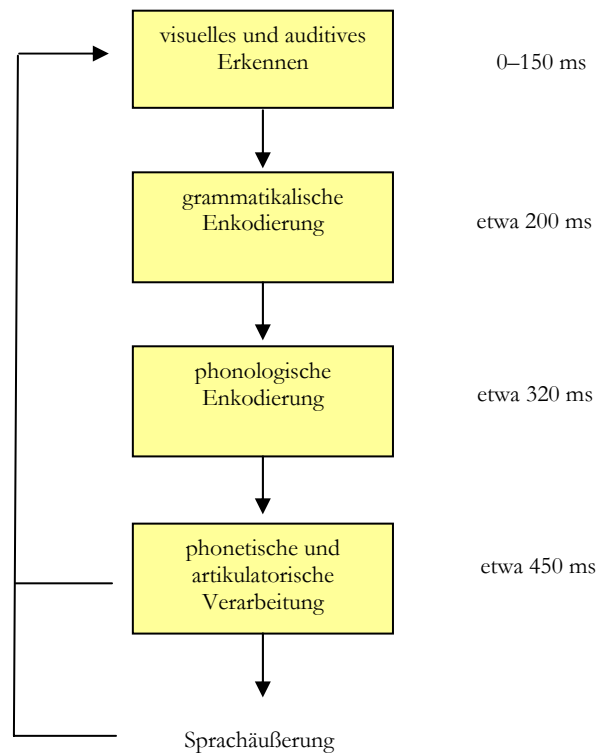 visuelles und auditives
Erkennen
0–150 ms
grammatikalische
Enkodierung
etwa 200 ms
phonologische
Enkodierung
etwa 320 ms
phonetische und
artikulatorische
Verarbeitung
etwa 450 ms
Sprachäußerung